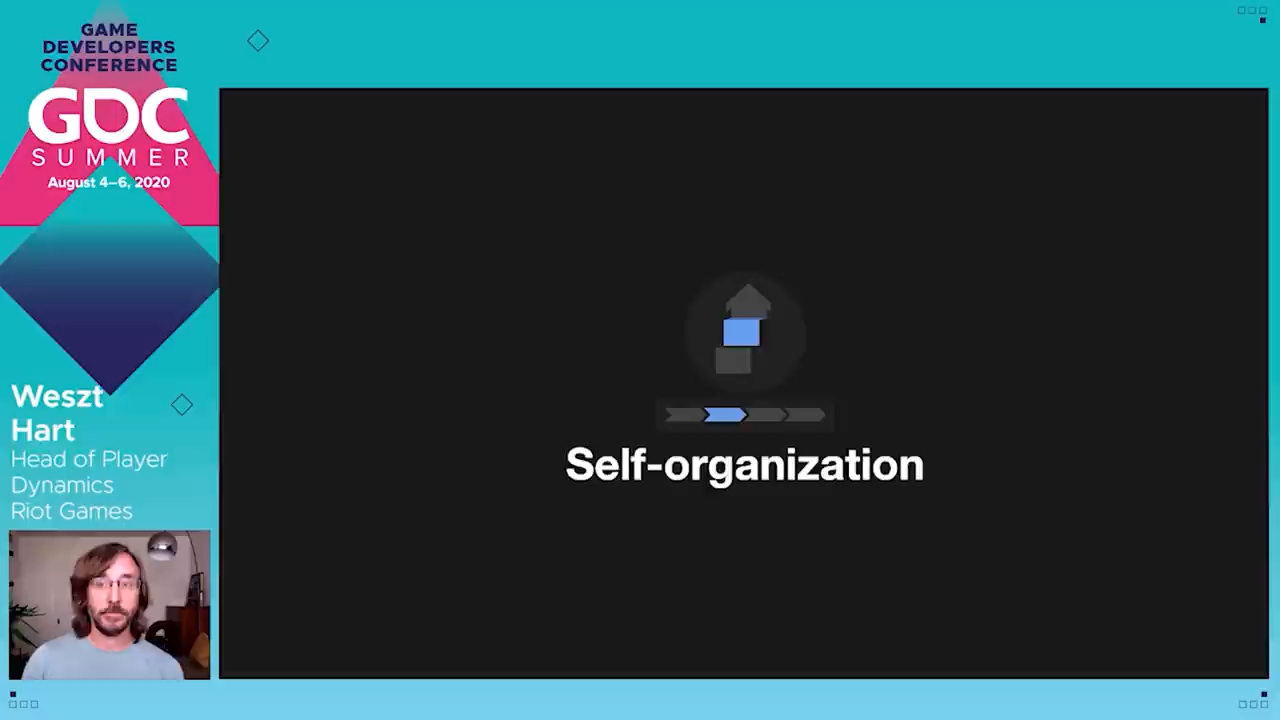 GAME
DEVELOPERS
CONFERENCE
GDC
SUMMER
August 4–6, 2020
Weszt
Hart
Head of Player
Dynamics
Riot Games
Self-organization